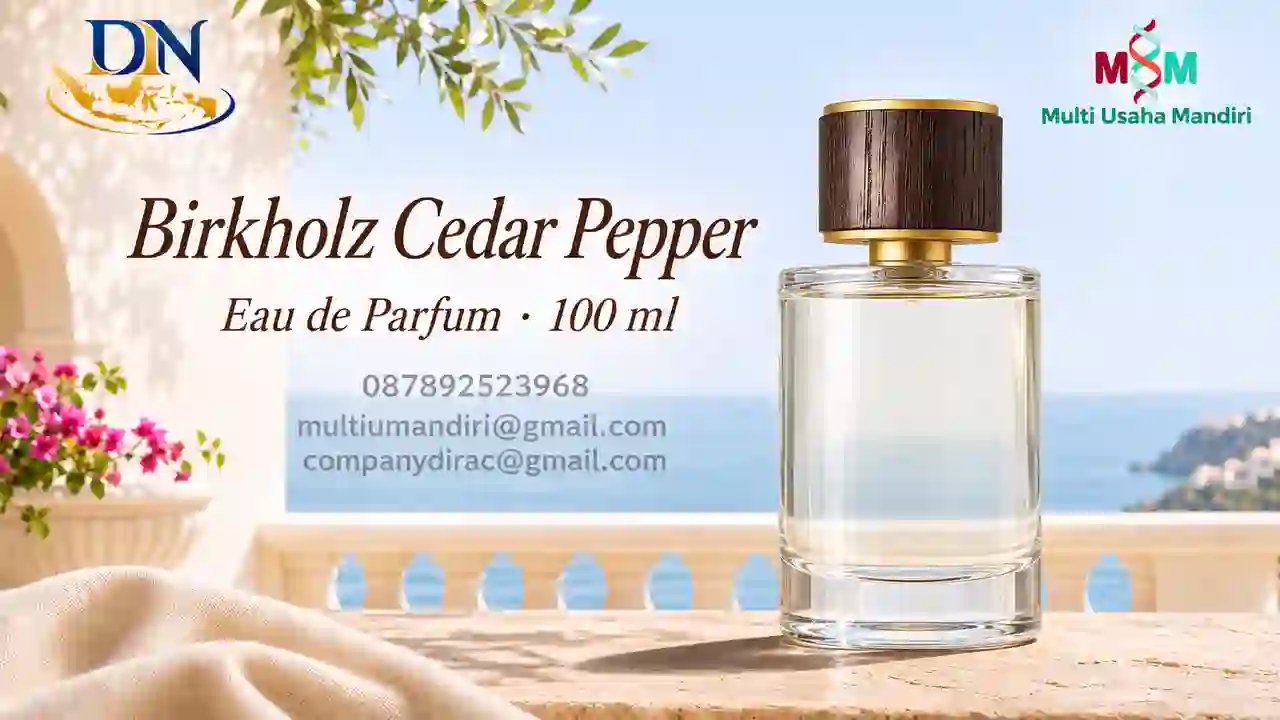 DN
MSM
Multi Usaha Mandiri
Birkholz Cedar Pepper
Eau de Parfum · 100 ml
087892523968
multiumandiri@gmail.com
companydirac@gmail.com